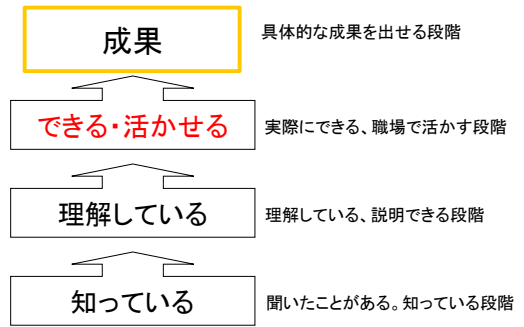 成果
具体的な成果を出せる段階
できる・活かせる
実際にできる、職場で活かす段階
理解している
理解している、説明できる段階
知っている
聞いたことがある。知っている段階